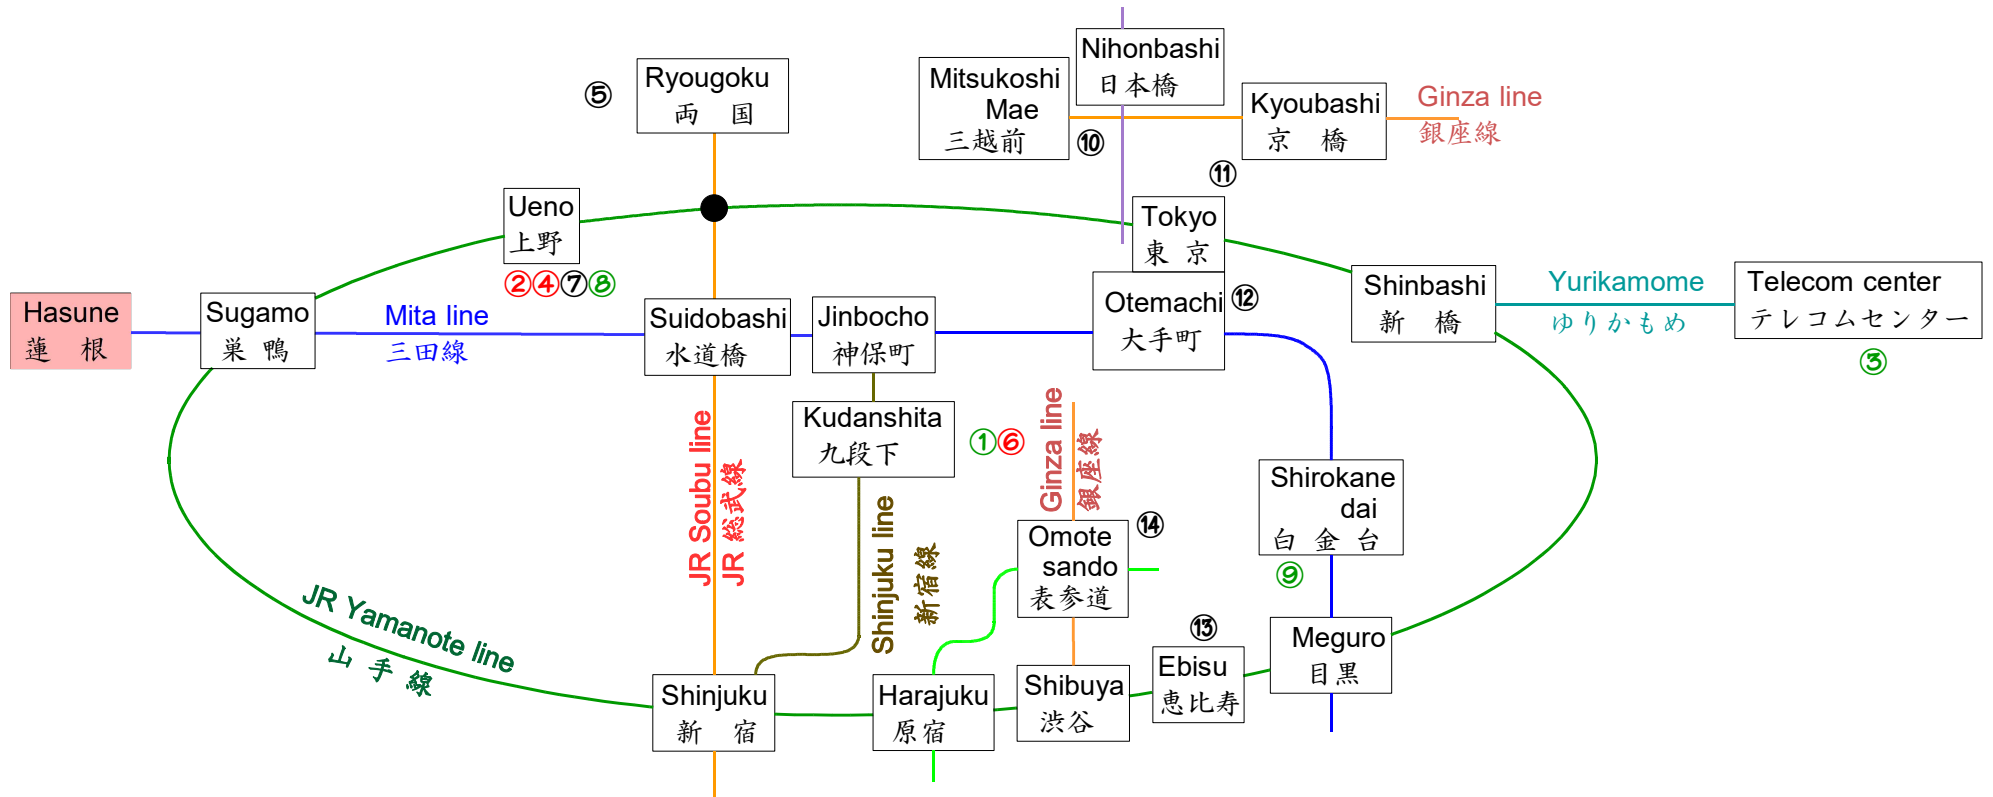 Nihonbashi
日本橋
Mitsukoshi
Mae
三越前
⑩
Kyoubashi
京 橋
Ginza line
銀座線
Ryougoku
両 国
⑤
⑪
Ueno
上野
②④⑦⑧
Tokyo
東 京
Hasune
蓮 根
Sugamo
巣 鴨
Mita line
三田線
Suidobashi
水道橋
Jinbocho
神保町
Otemachi
大手町
⑫
Shinbashi
新 橋
Yurikamome
ゆりかもめ
Telecom center
テレコムセンター
③
Kudanshita
九段下
①⑥
JR Soubu line
JR 総武線
Shinjuku line
新宿線
Ginza line
銀座線
Omote
sando
表参道
⑭
Shirokane
dai
白 金 台
⑨
JR Yamanote line
山 手 線
Shinjuku
新 宿
Harajuku
原宿
Shibuya
渋谷
⑬
Ebisu
恵比寿
Meguro
目黒